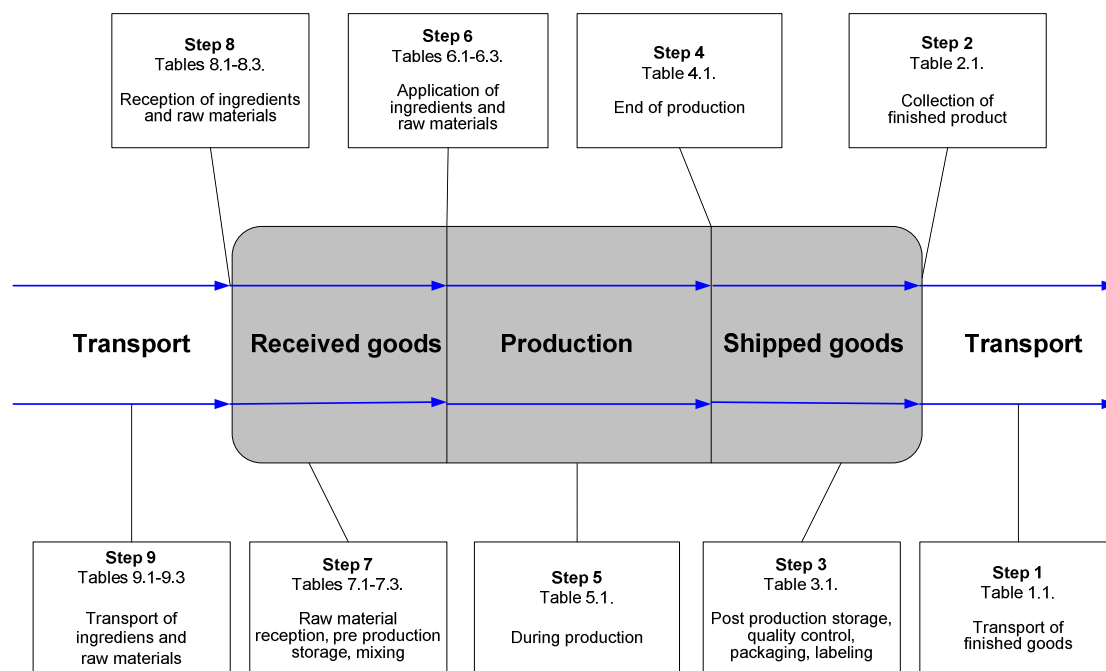 Step 8
Tables 8.1-8.3.
Reception of ingredients
and raw materials
Step 6
Tables 6.1-6.3.
Application of
ingredients and
raw materials
Step 4
Table 4.1.
End of production
Step 2
Table 2.1.
Collection of
finished product
Transport
Received goods
Production
Shipped goods
Transport
Step 9
Tables 9.1-9.3
Transport of
ingrediens and
raw materials
Step 7
Tables 7.1-7.3.
Raw material
reception, pre production
storage, mixing
Step 5
Table 5.1.
During production
Step 3
Table 3.1.
Post production storage,
quality control,
packaging, labeling
Step 1
Table 1.1.
Transport of
finished goods